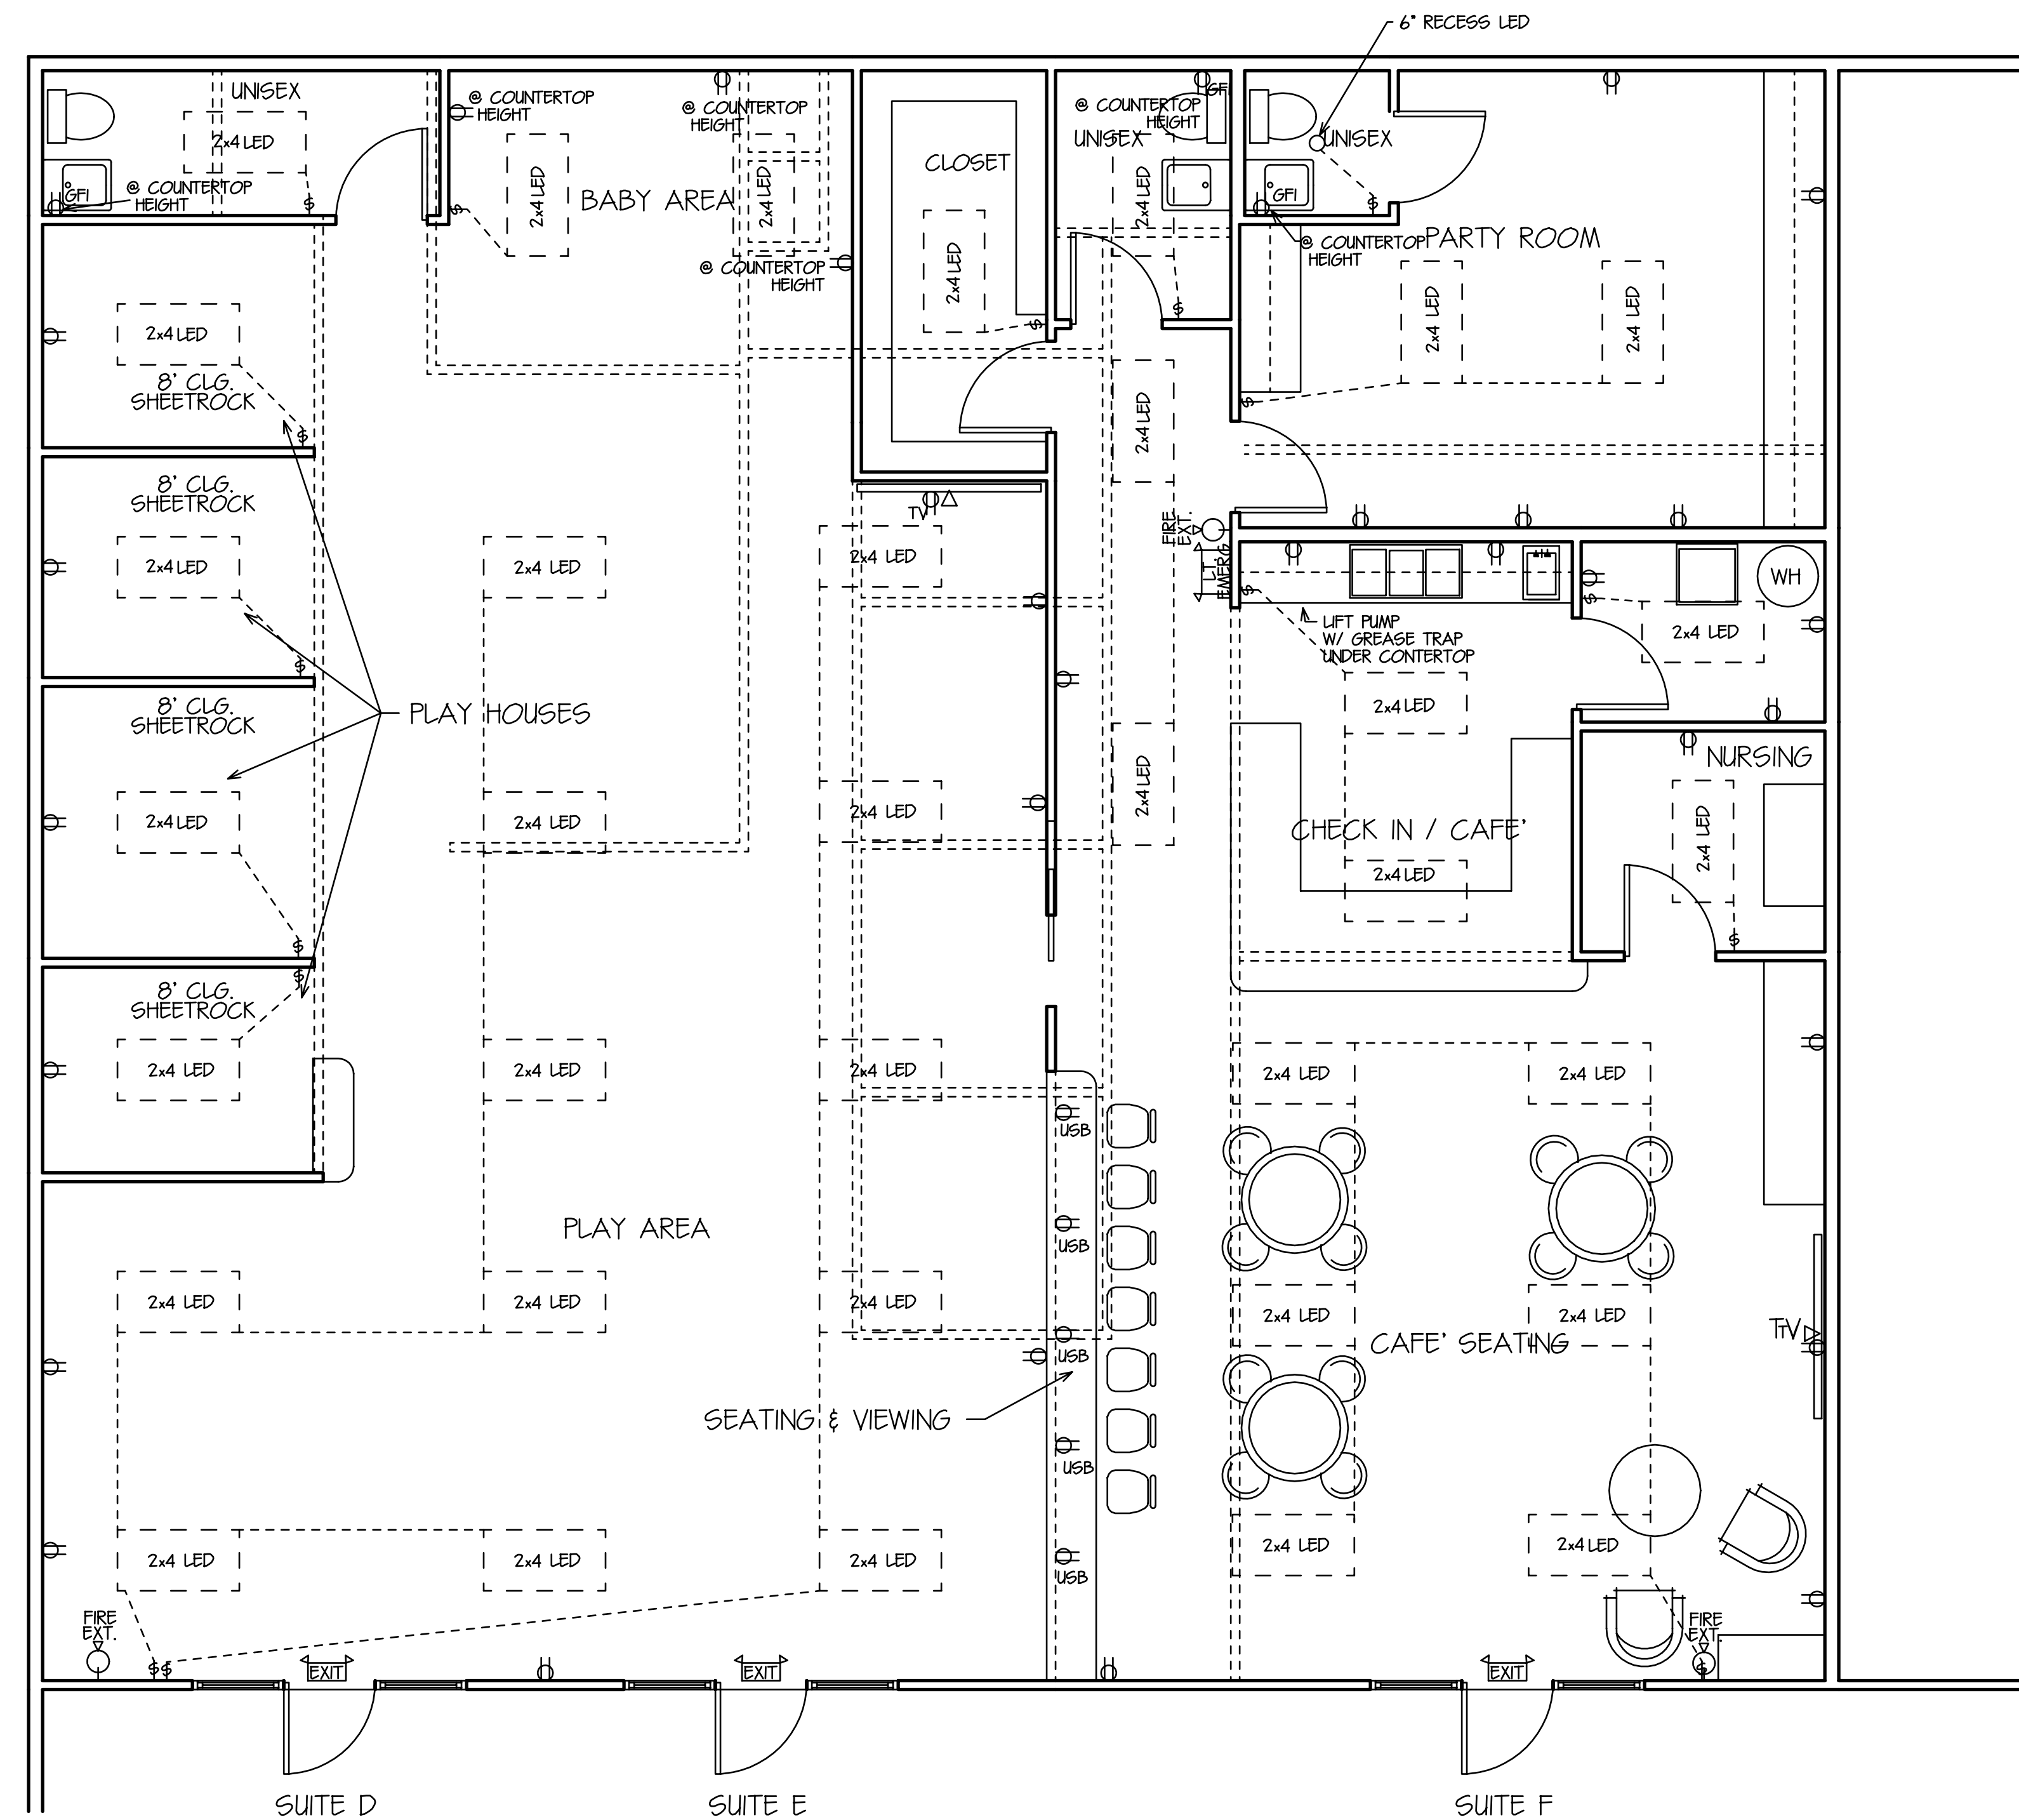 6" RECESS LED
UNISEX
2x4 LED
GFI
@ COUNTERTOP
HEIGHT
@ COUNTERTOP
HEIGHT
@ COUNTERTOP
HEIGHT
2x4 LED
BABY AREA
2x4 LED
@ COUNTERTOP
HEIGHT
CLOSET
2x4 LED
GFI
@ COUNTERTOP
HEIGHT
UNISEX
2x4 LED
UNISEX
GFI
@ COUNTERTOP
HEIGHT
PARTY ROOM
2x4 LED
2x4 LED
2x4 LED
8' CLG.
SHEETROCK
8' CLG.
SHEETROCK
2x4 LED
2x4 LED
2x4 LED
TV
2x4 LED
FIRE
EXT.
EMERG
LT.
WH
2x4 LED
LIFT PUMP
W/ GREASE TRAP
UNDER CONTERTOP
PLAY HOUSES
8' CLG.
SHEETROCK
2x4 LED
NURSING
2x4 LED
2x4 LED
2x4 LED
2x4 LED
CHECK IN / CAFE'
2x4 LED
2x4 LED
8' CLG.
SHEETROCK
2x4 LED
2x4 LED
2x4 LED
2x4 LED
2x4 LED
USB
PLAY AREA
USB
2x4 LED
2x4 LED
2x4 LED
2x4 LED
2x4 LED
TV
CAFE' SEATING
USB
SEATING & VIEWING
USB
2x4 LED
2x4 LED
2x4 LED
2x4 LED
2x4 LED
USB
FIRE
EXT.
FIRE
EXT.
$$
EXIT
EXIT
EXIT
SUITE D
SUITE E
SUITE F